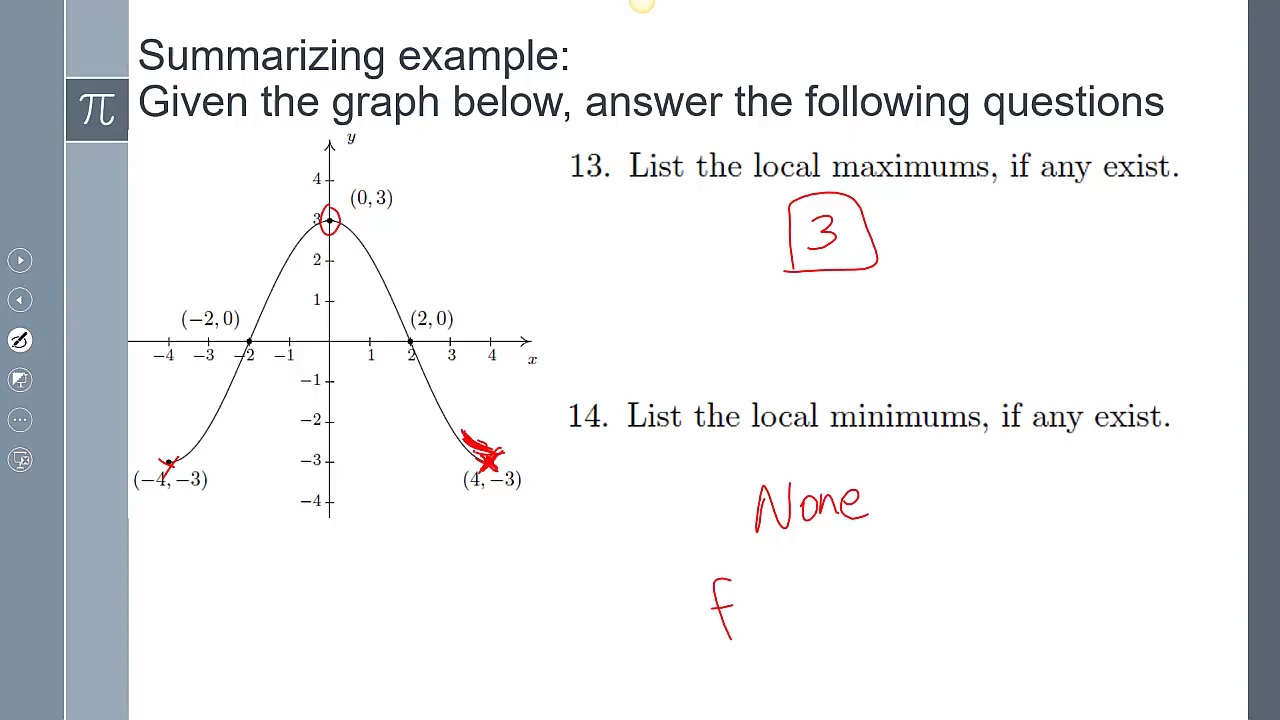 Summarizing example:
π
Given the graph below, answer the following questions
y
4
(0, 3)
3
2
1
(−2, 0)
(2, 0)
−4 −3 −2 −1 1 2 3 4 x
−1
−2
−3
(−4, −3)
(4, −3)
−4
13. List the local maximums, if any exist.
3
14. List the local minimums, if any exist.
None
F